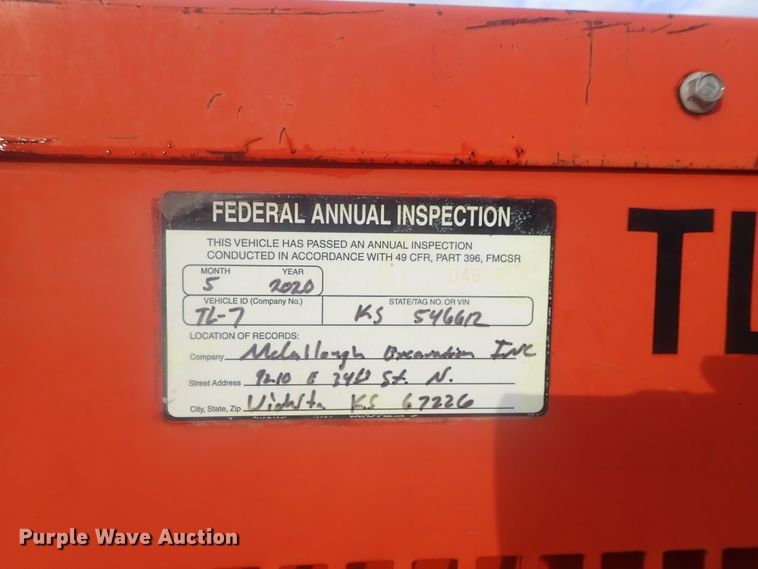 FEDERAL ANNUAL INSPECTION
THIS VEHICLE HAS PASSED AN ANNUAL INSPECTION
CONDUCTED IN ACCORDANCE WITH 49 CFR, PART 396, FMCSR
MONTH YEAR
5 2020
VEHICLE ID (Company No.) STATE/TAG NO. OR VIN
TL-7 KS 546612
LOCATION OF RECORDS:
Company McCullough Excavation INC
Street Address 9210 E 34th St. N.
City, State, Zip Wichita KS 67226
TL
Purple Wave Auction